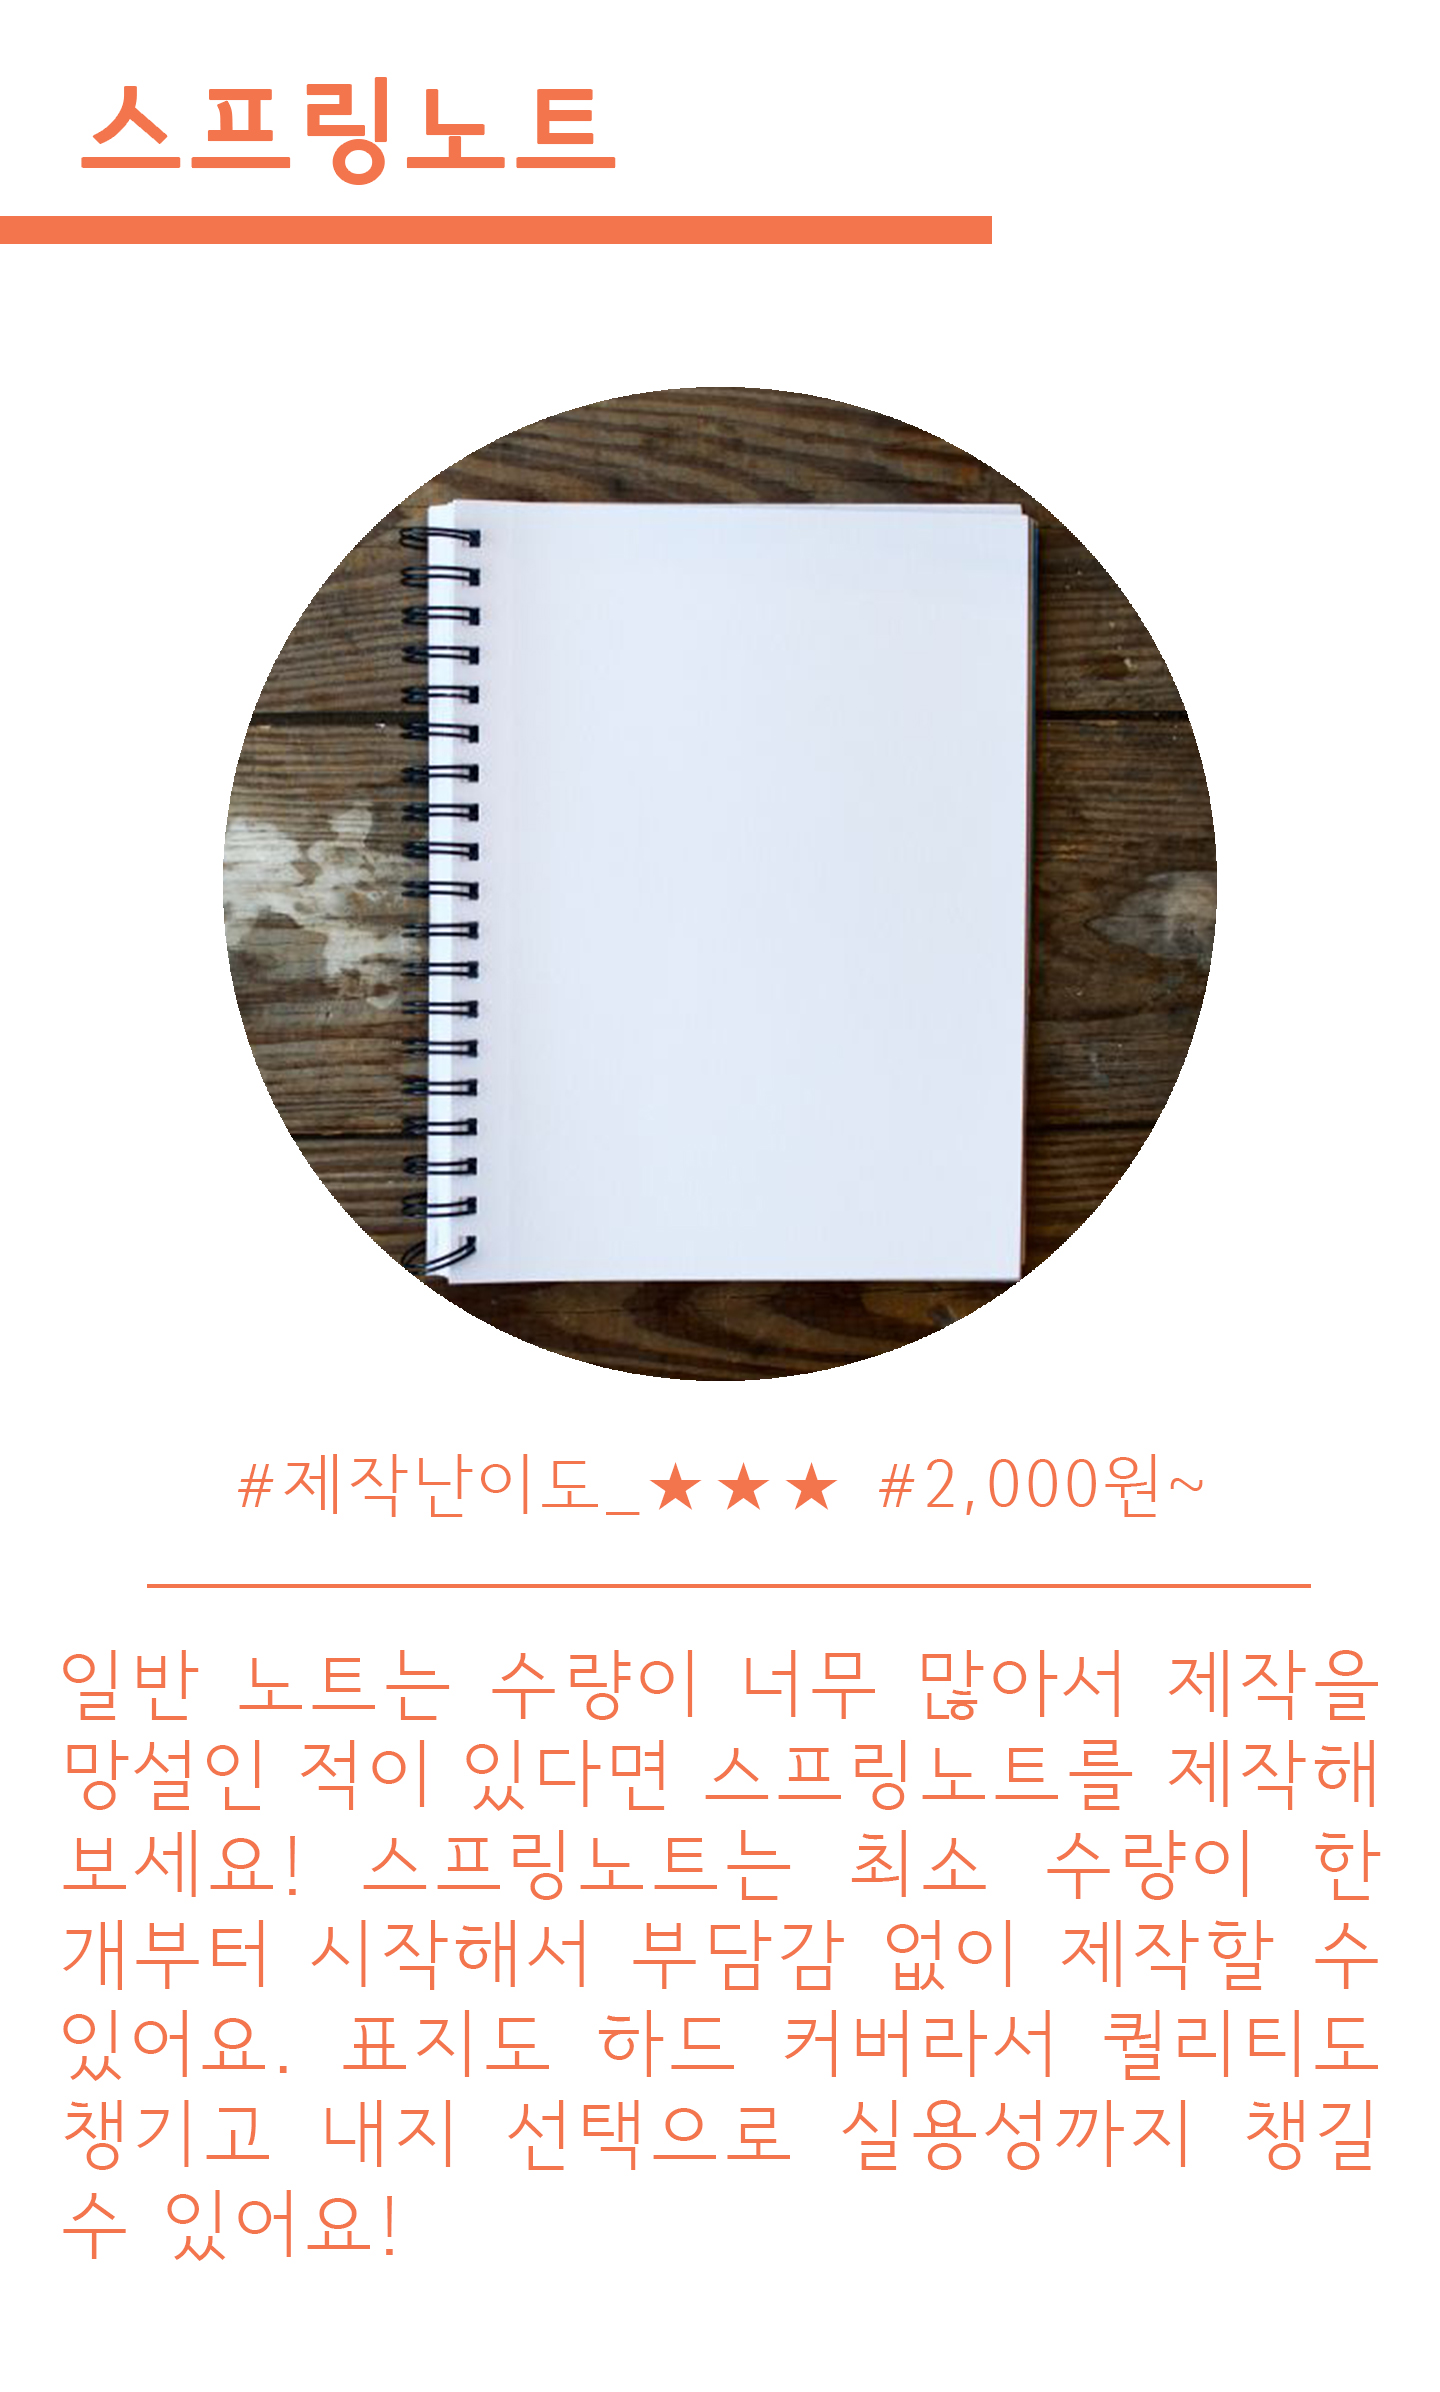 스프링노트
#제작난이도_★★★ #2,000원~
일반 노트는 수량이 너무 많아서 제작을
망설인 적이 있다면 스프링노트를 제작해
보세요! 스프링노트는 최소 수량이 한
개부터 시작해서 부담감 없이 제작할 수
있어요. 표지도 하드 커버라서 퀄리티도
챙기고 내지 선택으로 실용성까지 챙길
수 있어요!